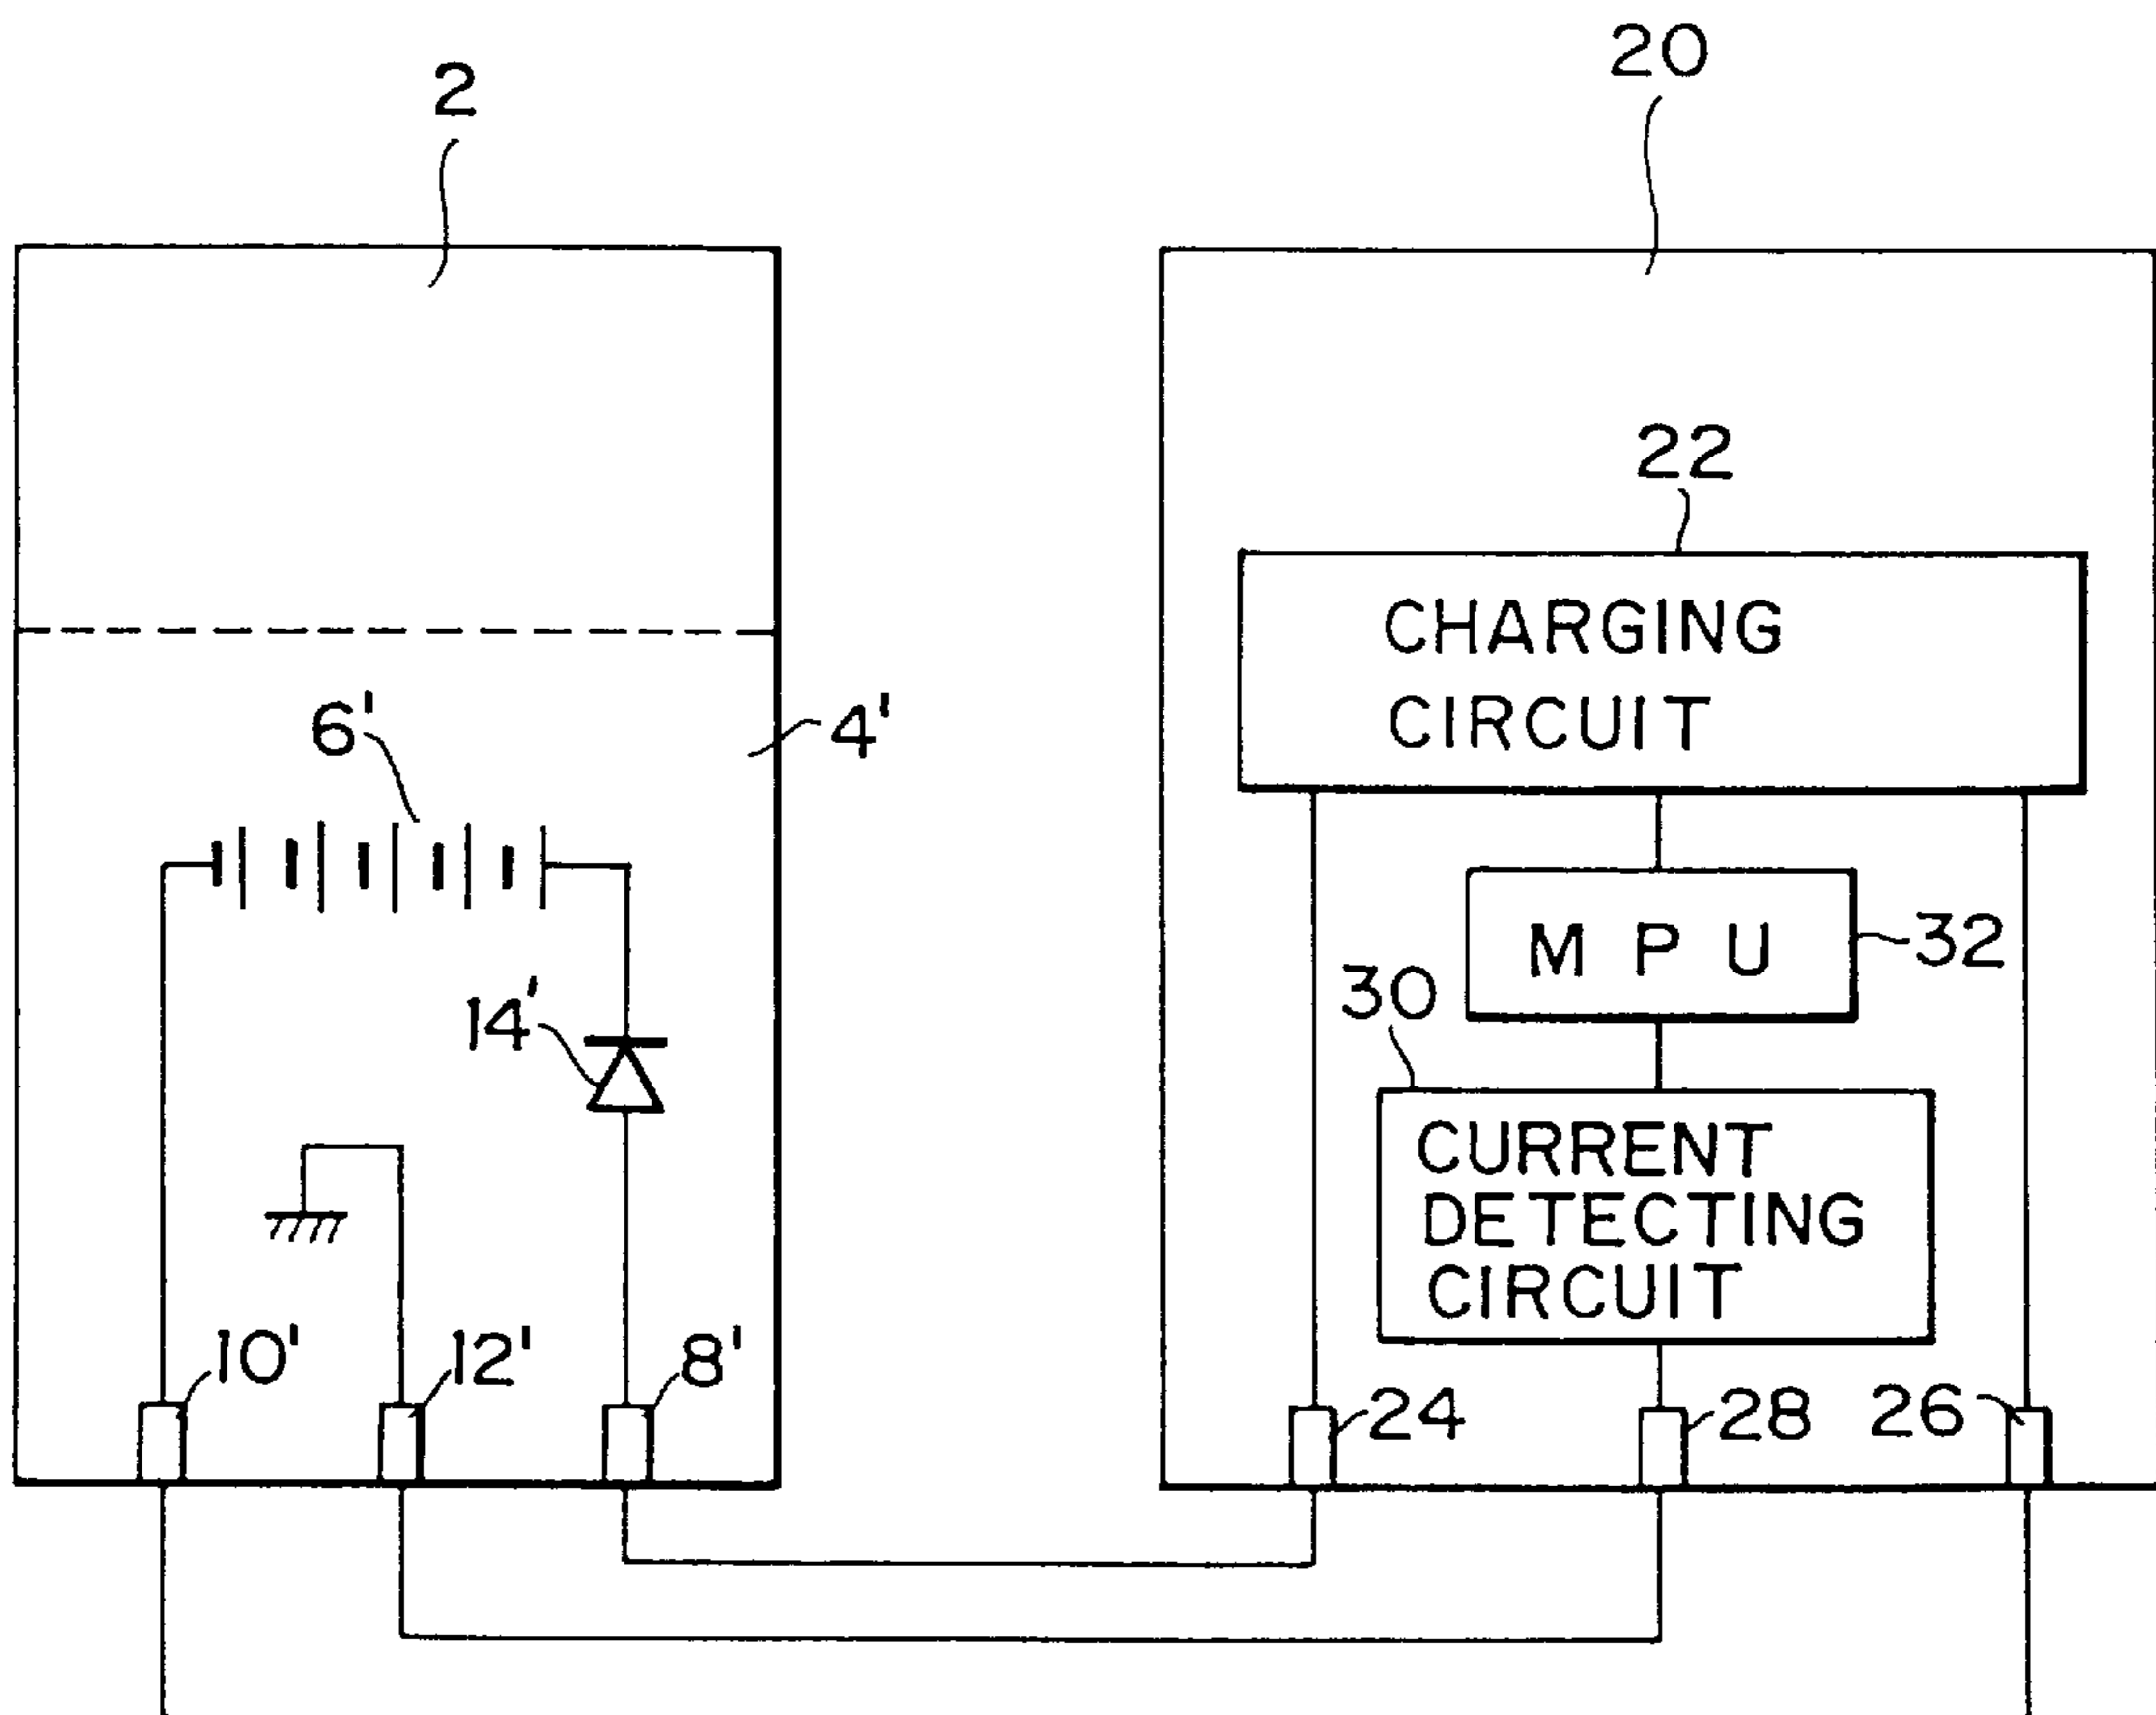 2
20
22
CHARGING
CIRCUIT
6'
4'
M P U
32
30
14'
CURRENT
DETECTING
CIRCUIT
10'
12'
8'
24
28
26